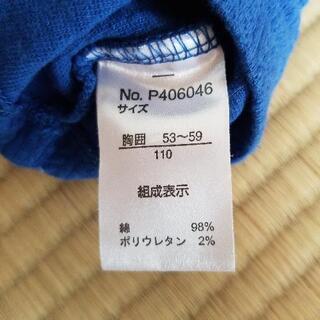 No. P406046
サイズ
胸囲 53〜59
110
組成表示
綿 98%
ポリウレタン 2%